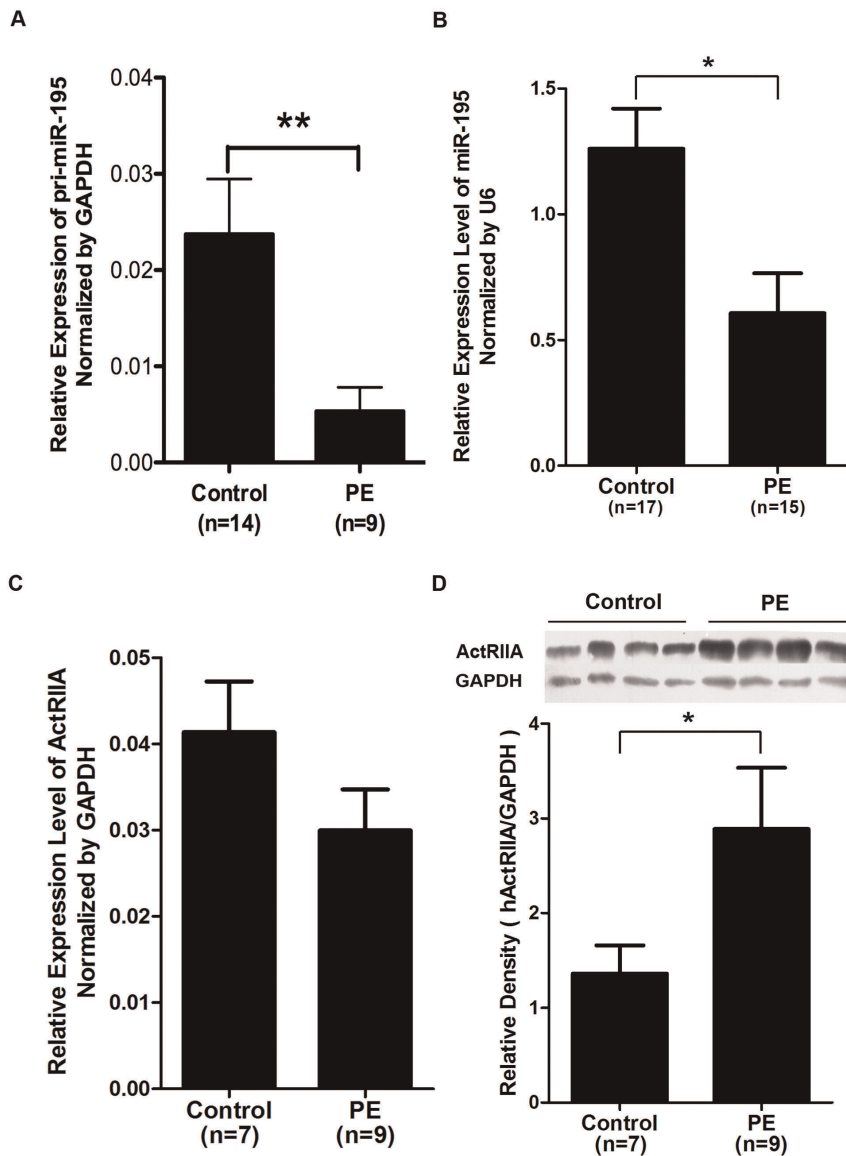 A
Relative Expression of pri-miR-195
Normalized by GAPDH
0.04
0.03
0.02
0.01
0.00
**
Control
(n=14)
PE
(n=9)
B
Relative Expression Level of miR-195
Normalized by U6
1.5
1.0
0.5
0.0
*
Control
(n=17)
PE
(n=15)
C
Relative Expression Level of ActRIIA
Normalized by GAPDH
0.05
0.04
0.03
0.02
0.01
0.00
Control
(n=7)
PE
(n=9)
D
Control
PE
ActRIIA
GAPDH
Relative Density ( hActRIIA/GAPDH )
4
3
2
1
0
*
Control
(n=7)
PE
(n=9)